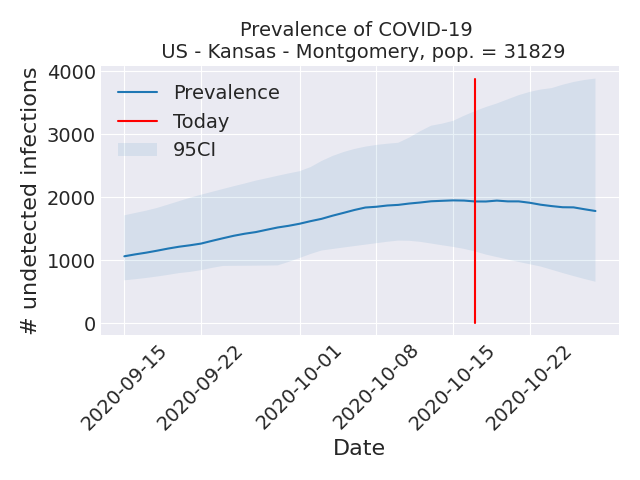 Prevalence of COVID-19
US - Kansas - Montgomery, pop. = 31829
# undetected infections
4000
3000
2000
1000
0
Prevalence
Today
95CI
2020-09-15
2020-09-22
2020-10-01
2020-10-08
2020-10-15
2020-10-22
Date